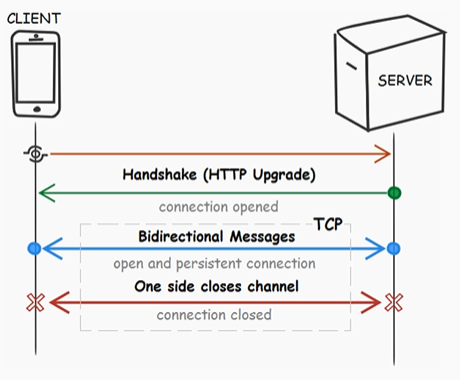 CLIENT
SERVER
Handshake (HTTP Upgrade)
connection opened
TCP
Bidirectional Messages
open and persistent connection
One side closes channel
connection closed